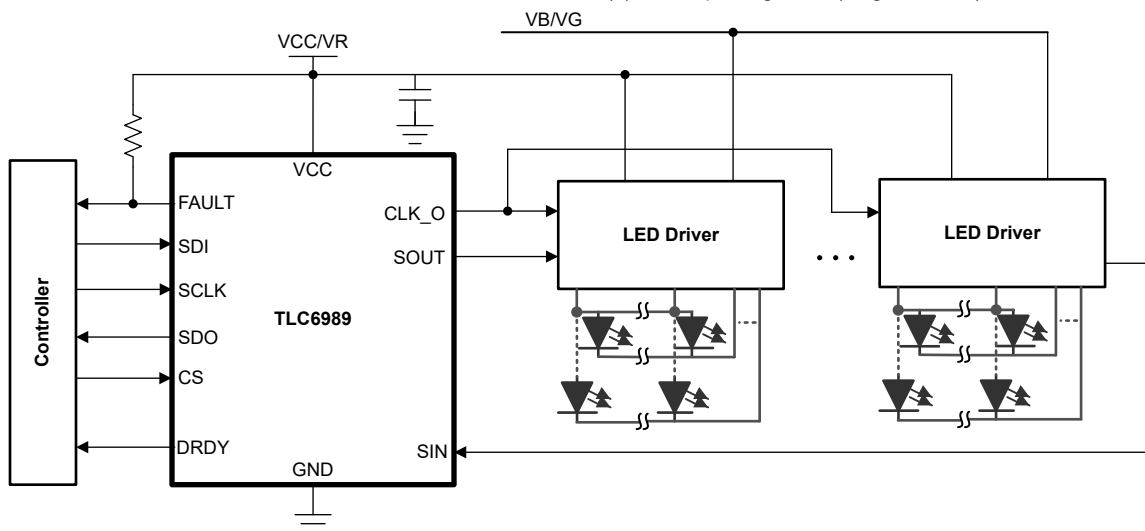 VB/VG
VCC/VR
VCC
FAULT
SDI
SCLK
SDO
CS
DRDY
Controller
TLC6989
CLK_O
SOUT
SIN
GND
LED Driver
...
LED Driver